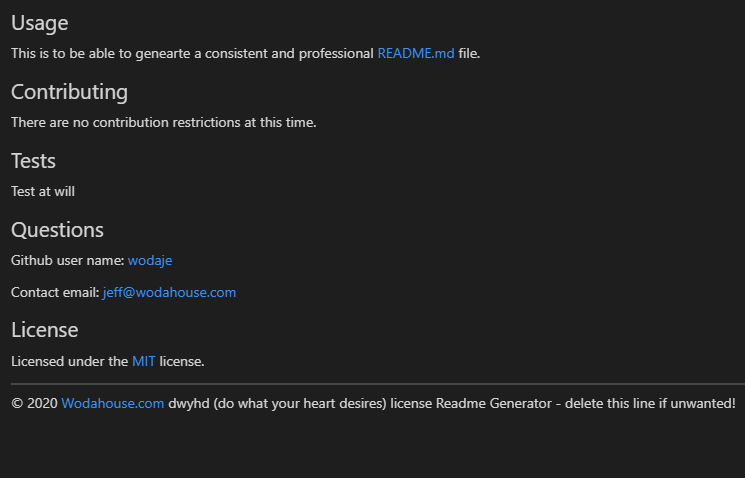 Usage
This is to be able to genearte a consistent and professional README.md file.
Contributing
There are no contribution restrictions at this time.
Tests
Test at will
Questions
Github user name: wodaje
Contact email: jeff@wodahouse.com
License
Licensed under the MIT license.
© 2020 Wodahouse.com dwyhd (do what your heart desires) license Readme Generator - delete this line if unwanted!